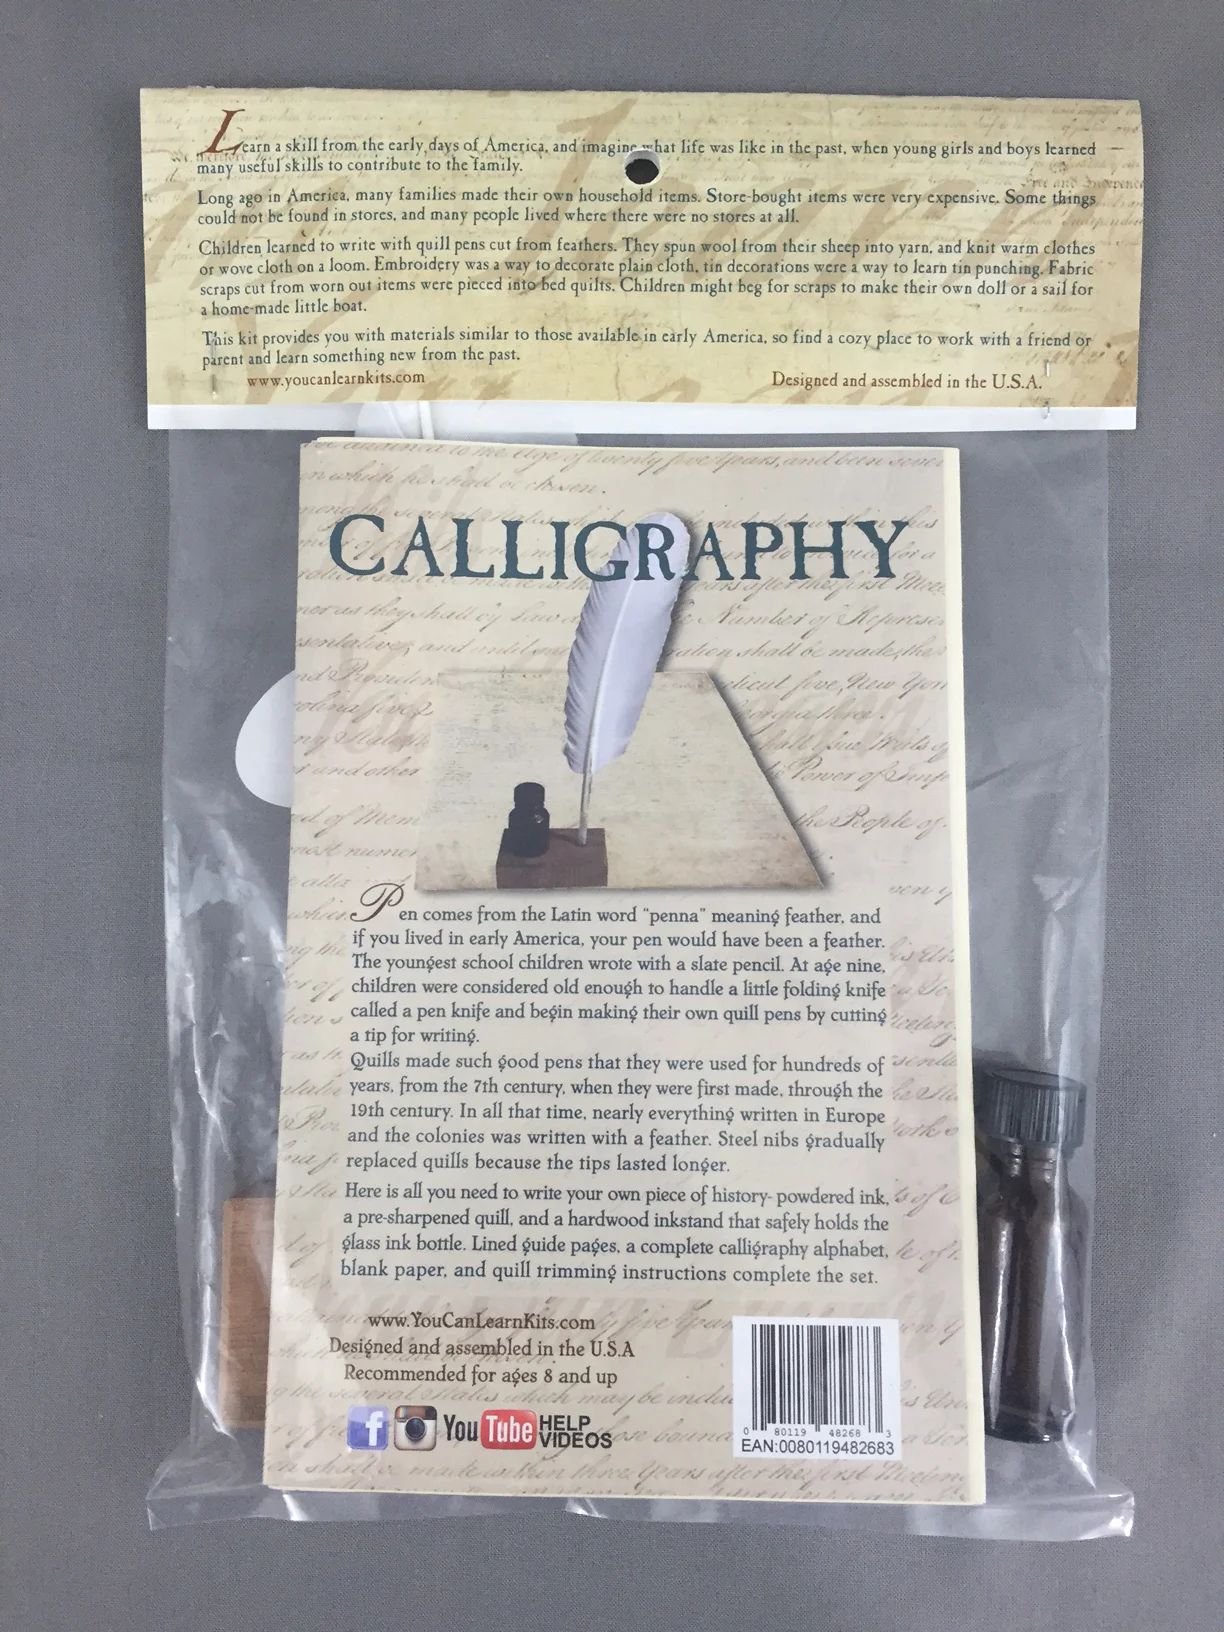 Learn a skill from the early days of America, and imagine what life was like in the past, when young girls and boys learned
many useful skills to contribute to the family.
Long ago in America, many families made their own household items. Store-bought items were very expensive. Some things
could not be found in stores, and many people lived where there were no stores at all.
Children learned to write with quill pens cut from feathers. They spun wool from their sheep into yarn, and knit warm clothes
or wove cloth on a loom. Embroidery was a way to decorate plain cloth, tin decorations were a way to learn tin punching. Fabric
scraps cut from worn out items were pieced into bed quilts. Children might beg for scraps to make their own doll or a sail for
a home-made little boat.
This kit provides you with materials similar to those available in early America, so find a cozy place to work with a friend or
parent and learn something new from the past.
www.youcanlearnkits.com
Designed and assembled in the U.S.A.
CALLIGRAPHY
Pen comes from the Latin word "penna" meaning feather, and
if you lived in early America, your pen would have been a feather.
The youngest school children wrote with a slate pencil. At age nine,
children were considered old enough to handle a little folding knife
called a pen knife and begin making their own quill pens by cutting
a tip for writing.
Quills made such good pens that they were used for hundreds of
years, from the 7th century, when they were first made, through the
19th century. In all that time, nearly everything written in Europe
and the colonies was written with a feather. Steel nibs gradually
replaced quills because the tips lasted longer.
Here is all you need to write your own piece of history- powdered ink,
a pre-sharpened quill, and a hardwood inkstand that safely holds the
glass ink bottle. Lined guide pages, a complete calligraphy alphabet,
blank paper, and quill trimming instructions complete the set.
www.YouCanLearnKits.com
Designed and assembled in the U.S.A
Recommended for ages 8 and up
f YouTube HELP
VIDEOS
0 80119 48268 3
EAN:0080119482683